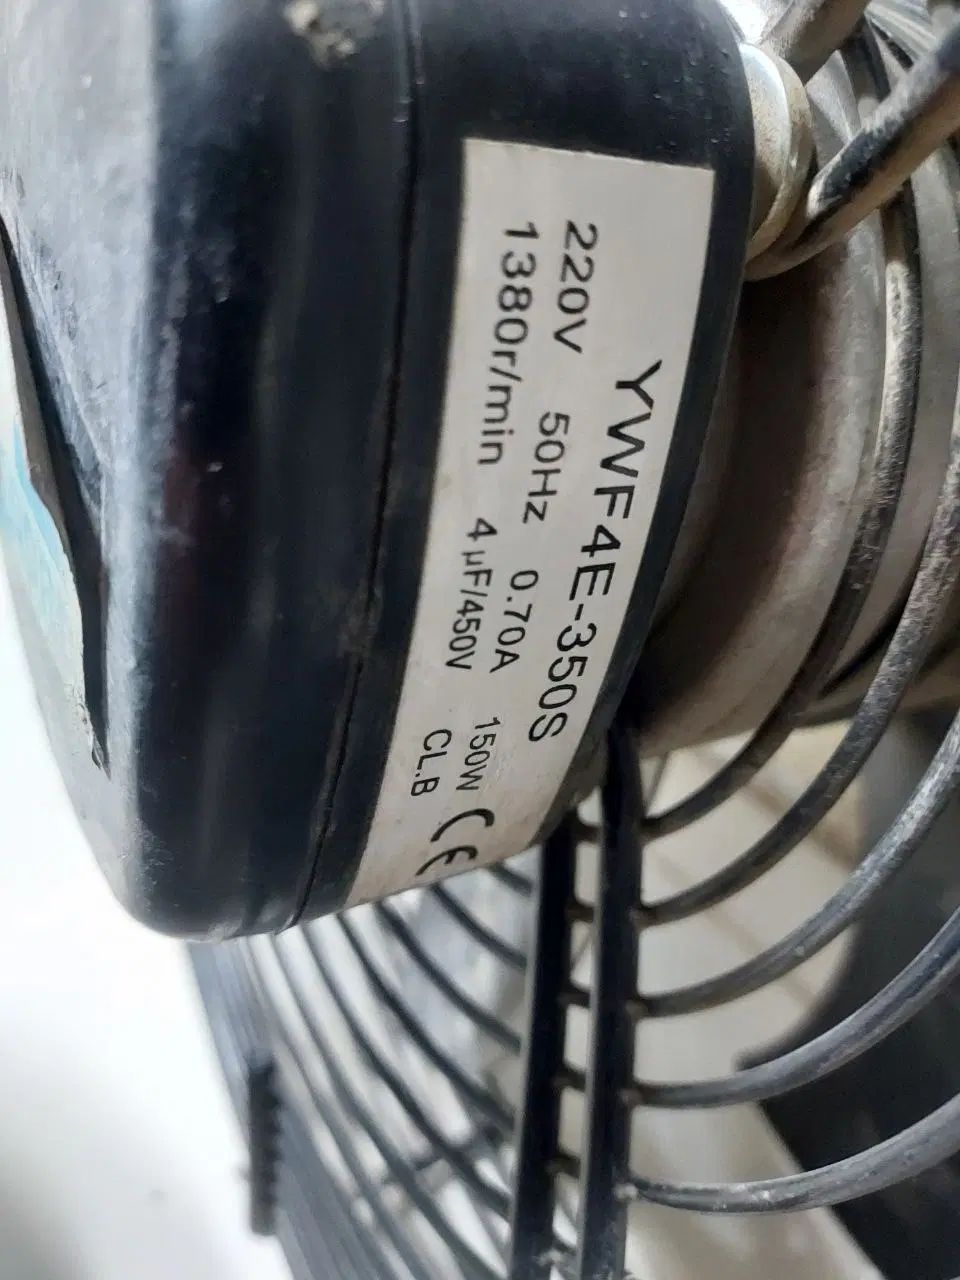 YWF4E-350S
220V 50Hz 0.70A 150W CE
1380r/min 4μF/450V CL.B